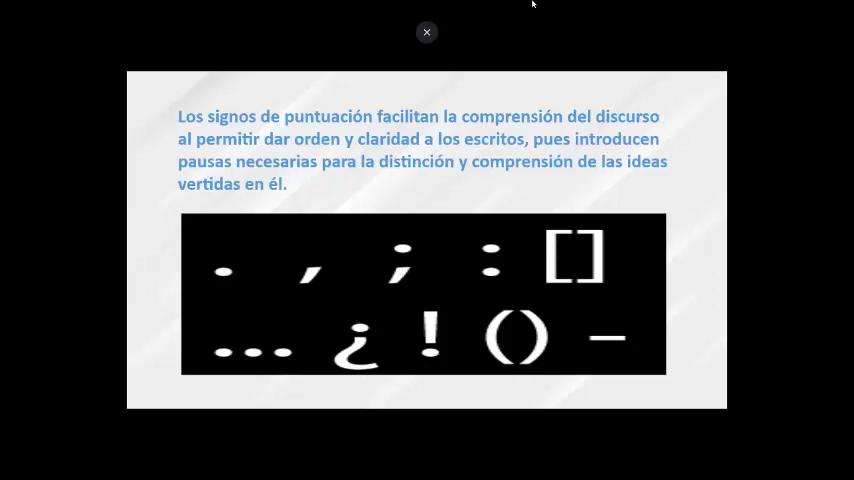 Los signos de puntuación facilitan la comprensión del discurso
al permitir dar orden y claridad a los escritos, pues introducen
pausas necesarias para la distinción y comprensión de las ideas
vertidas en él.
. , ; : []
... ¿ ! () –